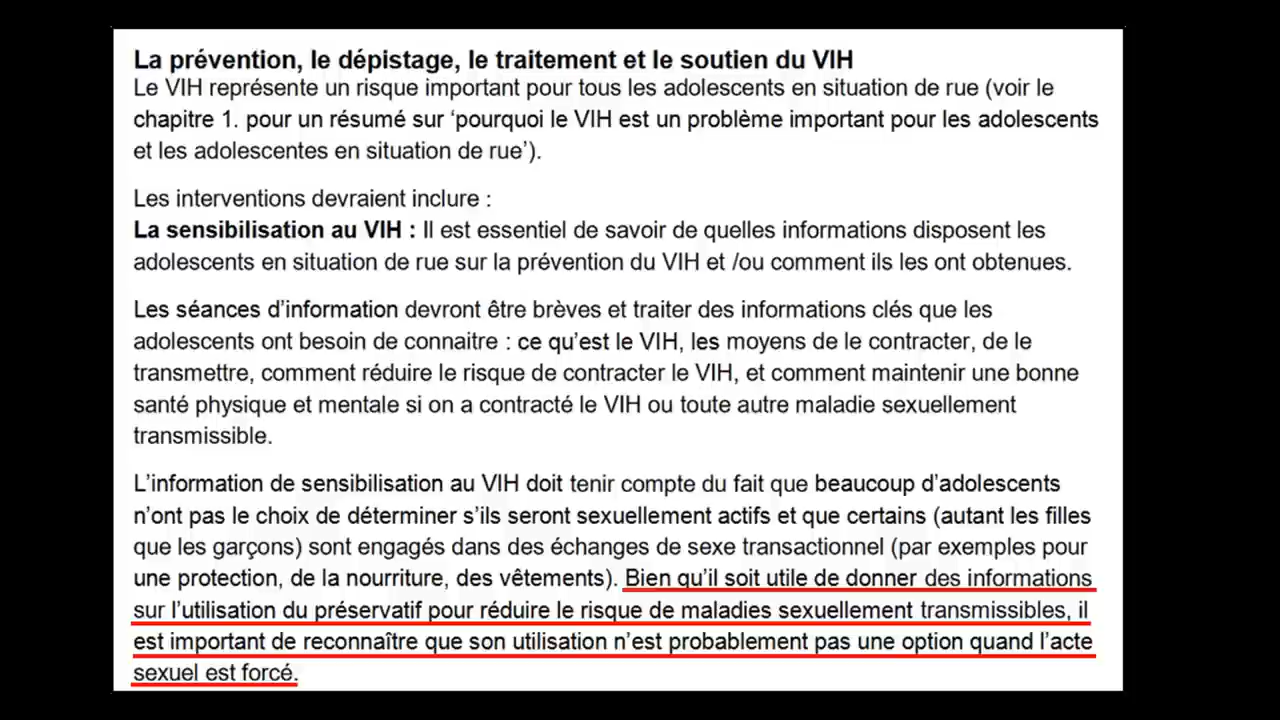 La prévention, le dépistage, le traitement et le soutien du VIH
Le VIH représente un risque important pour tous les adolescents en situation de rue (voir le
chapitre 1. pour un résumé sur ‘pourquoi le VIH est un problème important pour les adolescents
et les adolescentes en situation de rue’).
Les interventions devraient inclure :
La sensibilisation au VIH : Il est essentiel de savoir de quelles informations disposent les
adolescents en situation de rue sur la prévention du VIH et /ou comment ils les ont obtenues.
Les séances d’information devront être brèves et traiter des informations clés que les
adolescents ont besoin de connaitre : ce qu’est le VIH, les moyens de le contracter, de le
transmettre, comment réduire le risque de contracter le VIH, et comment maintenir une bonne
santé physique et mentale si on a contracté le VIH ou toute autre maladie sexuellement
transmissible.
L’information de sensibilisation au VIH doit tenir compte du fait que beaucoup d’adolescents
n’ont pas le choix de déterminer s’ils seront sexuellement actifs et que certains (autant les filles
que les garçons) sont engagés dans des échanges de sexe transactionnel (par exemples pour
une protection, de la nourriture, des vêtements). Bien qu’il soit utile de donner des informations
sur l’utilisation du préservatif pour réduire le risque de maladies sexuellement transmissibles, il
est important de reconnaître que son utilisation n’est probablement pas une option quand l’acte
sexuel est forcé.